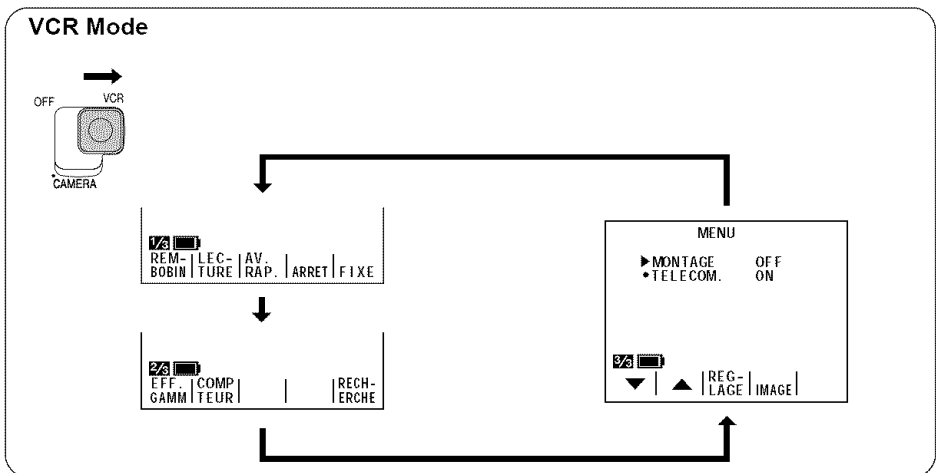 VCR Mode
OFF VCR
CAMERA
1/3
REM- LEC- AV.
BOBIN TURE RAP. ARRET FIXE
2/3
EFF. COMP RECH-
GAMM TEUR ERCHE
MENU
▶MONTAGE OFF
•TELECOM. ON
3/3
▼ ▲ REG-
LAGE IMAGE